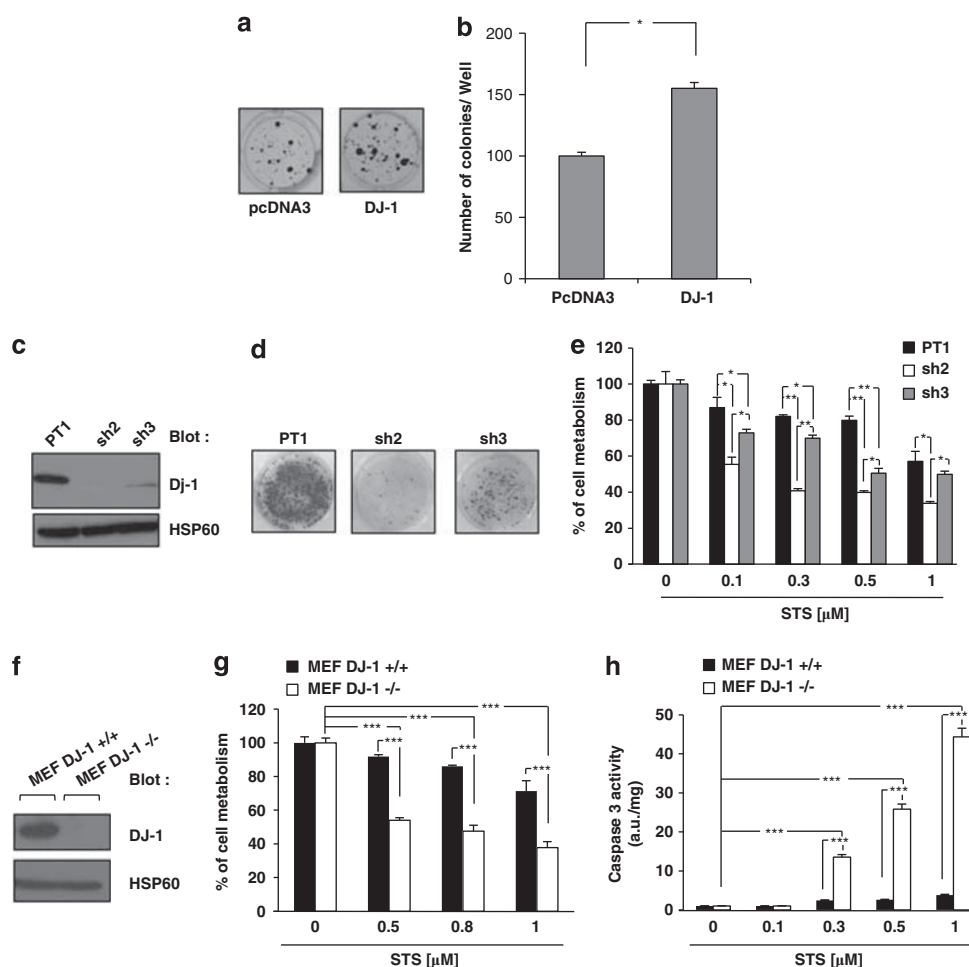 a
pcDNA3 DJ-1
b
Number of colonies/ Well
200
150
100
50
0
*
PcDNA3 DJ-1
c
PT1 sh2 sh3 Blot :
Dj-1
HSP60
d
PT1 sh2 sh3
e
PT1
sh2
sh3
% of cell metabolism
120
100
80
60
40
20
0
* * *
* ** **
** ** *
* * *
0 0.1 0.3 0.5 1
STS [µM]
f
MEF DJ-1 +/+
MEF DJ-1 -/-
Blot :
DJ-1
HSP60
g
MEF DJ-1 +/+
MEF DJ-1 -/-
% of cell metabolism
120
100
80
60
40
20
0
***
***
***
*** *** ***
0 0.5 0.8 1
STS [µM]
h
MEF DJ-1 +/+
MEF DJ-1 -/-
Caspase 3 activity
(a.u./mg)
50
40
30
20
10
0
***
***
***
*** *** ***
0 0.1 0.3 0.5 1
STS [µM]